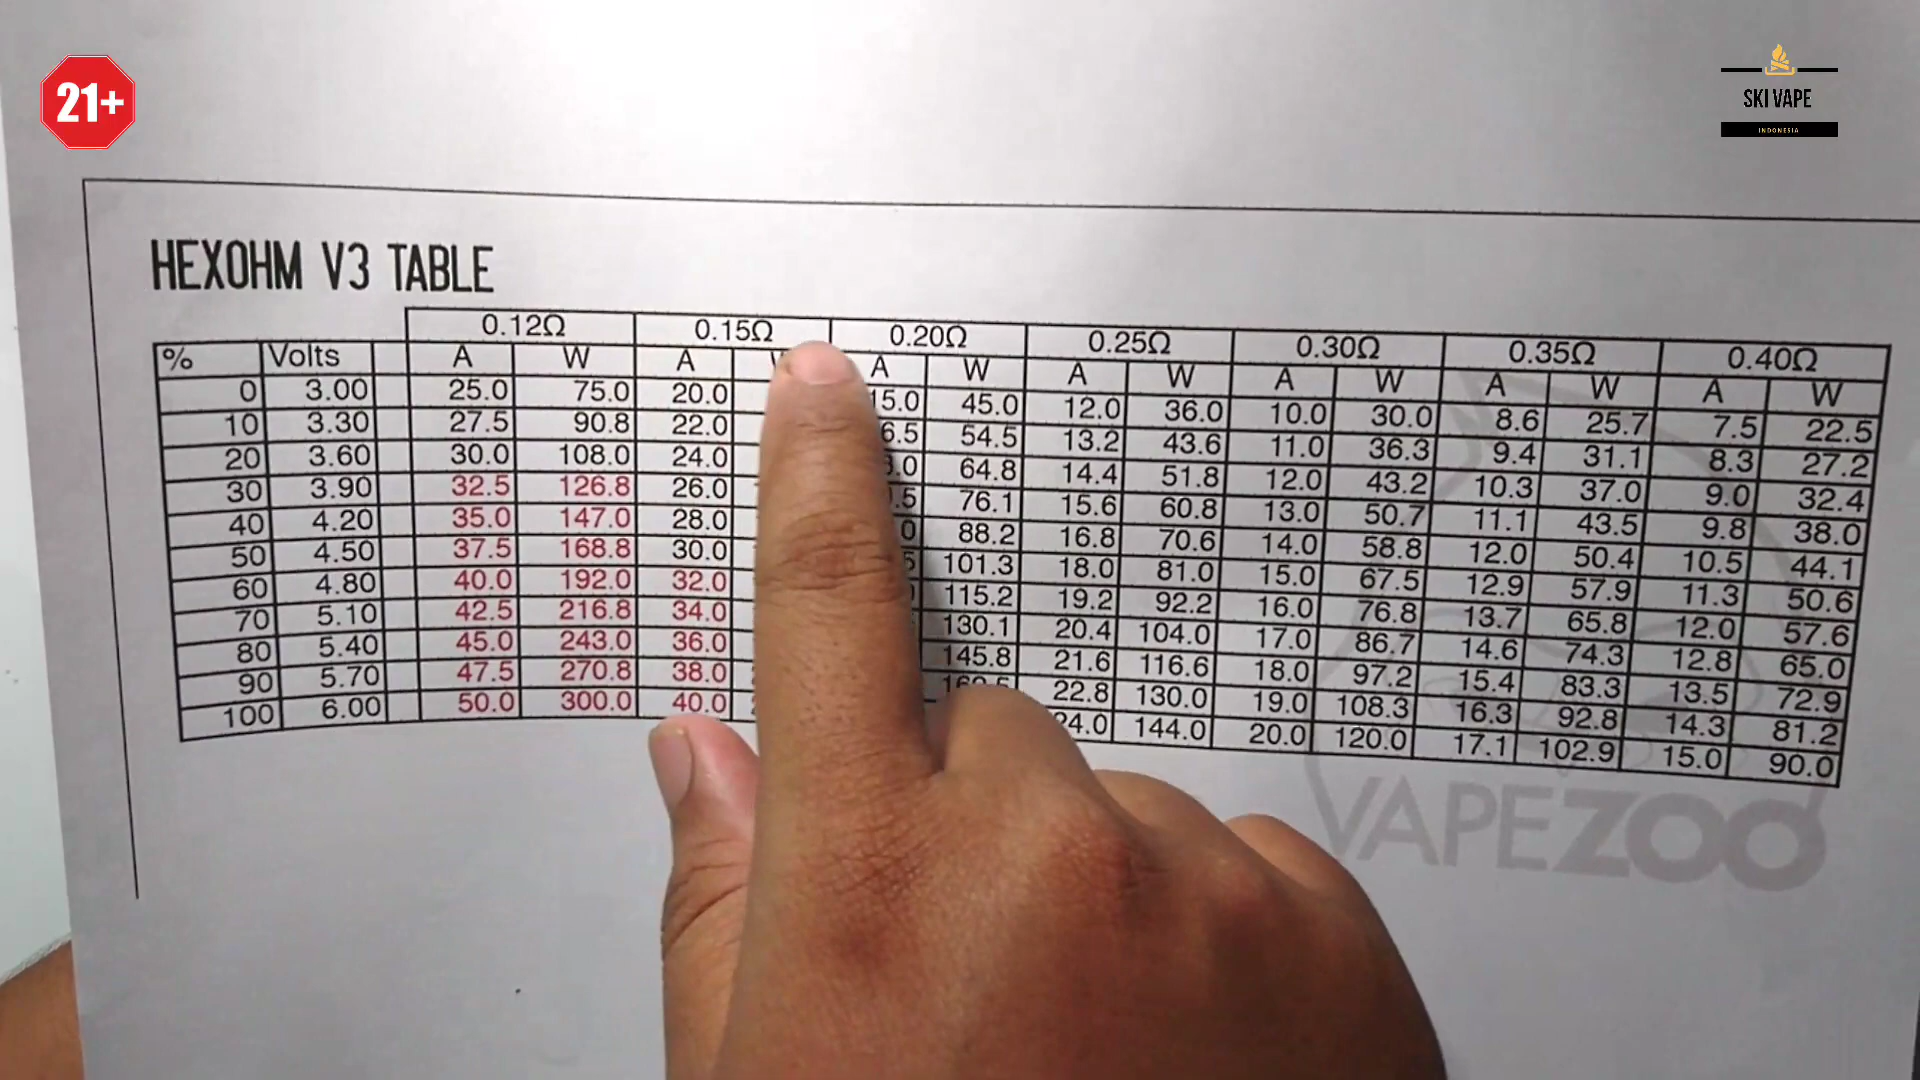 21+
SKI VAPE
INDONESIA
HEXOHM V3 TABLE
0.12Ω 0.15Ω 0.20Ω 0.25Ω 0.30Ω 0.35Ω 0.40Ω
% Volts A W A A W A W A W A W A W
0 3.00 25.0 75.0 20.0 15.0 45.0 12.0 36.0 10.0 30.0 8.6 25.7 7.5 22.5
10 3.30 27.5 90.8 22.0 6.5 54.5 13.2 43.6 11.0 36.3 9.4 31.1 8.3 27.2
20 3.60 30.0 108.0 24.0 64.8 14.4 51.8 12.0 43.2 10.3 37.0 9.0 32.4
30 3.90 32.5 126.8 26.0 76.1 15.6 60.8 13.0 50.7 11.1 43.5 9.8 38.0
40 4.20 35.0 147.0 28.0 88.2 16.8 70.6 14.0 58.8 12.0 50.4 10.5 44.1
50 4.50 37.5 168.8 30.0 101.3 18.0 81.0 15.0 67.5 12.9 57.9 11.3 50.6
60 4.80 40.0 192.0 32.0 115.2 19.2 92.2 16.0 76.8 13.7 65.8 12.0 57.6
70 5.10 42.5 216.8 34.0 130.1 20.4 104.0 17.0 86.7 14.6 74.3 12.8 65.0
80 5.40 45.0 243.0 36.0 145.8 21.6 116.6 18.0 97.2 15.4 83.3 13.5 72.9
90 5.70 47.5 270.8 38.0 22.8 130.0 19.0 108.3 16.3 92.8 14.3 81.2
100 6.00 50.0 300.0 40.0 24.0 144.0 20.0 120.0 17.1 102.9 15.0 90.0
VAPEZOO